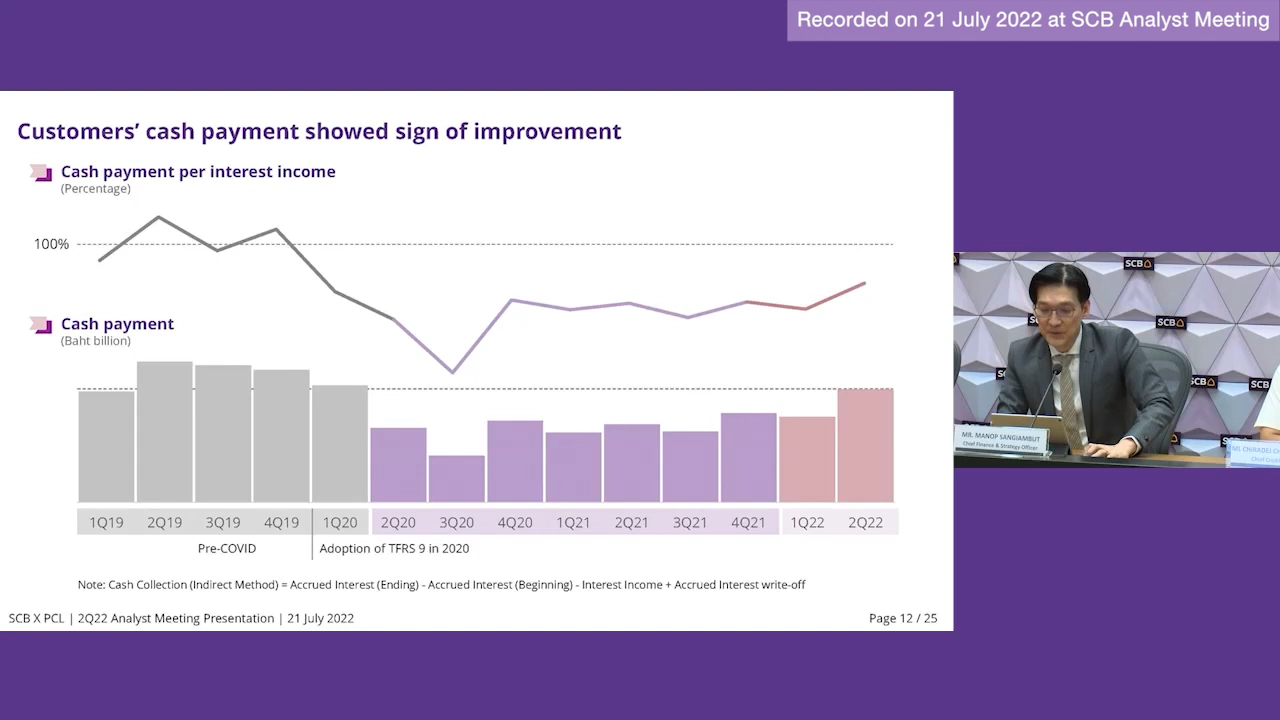 Recorded on 21 July 2022 at SCB Analyst Meeting
Customers' cash payment showed sign of improvement
Cash payment per interest income
(Percentage)
100%
Cash payment
(Baht billion)
1Q19 2Q19 3Q19 4Q19 1Q20 2Q20 3Q20 4Q20 1Q21 2Q21 3Q21 4Q21 1Q22 2Q22
Pre-COVID
Adoption of TFRS 9 in 2020
Note: Cash Collection (Indirect Method) = Accrued Interest (Ending) - Accrued Interest (Beginning) - Interest Income + Accrued Interest write-off
SCB X PCL | 2Q22 Analyst Meeting Presentation | 21 July 2022
Page 12 / 25
SCB
SCB
SCB
SCB
MR. MANOP SANGIAMBUT
Chief Finance & Strategy Officer